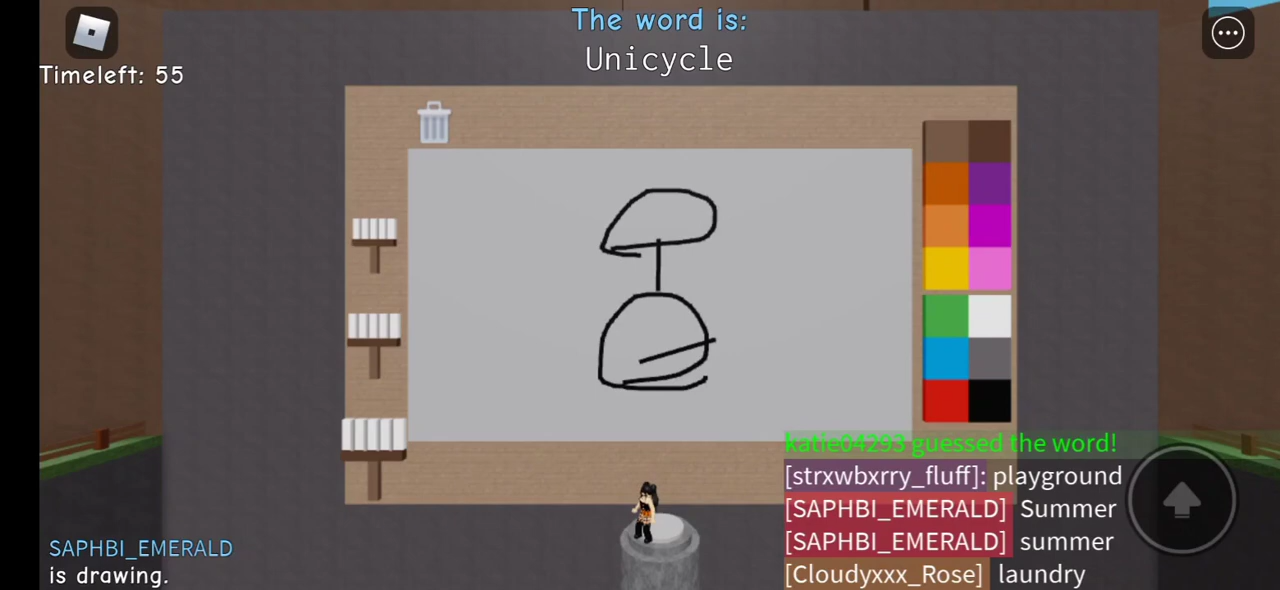 The word is:
Unicycle
Timeleft: 55
katie04293 guessed the word!
[strxwbxrry_fluff]: playground
[SAPHBI_EMERALD] Summer
[SAPHBI_EMERALD] summer
[Cloudyxxx_Rose] laundry
SAPHBI_EMERALD
is drawing.